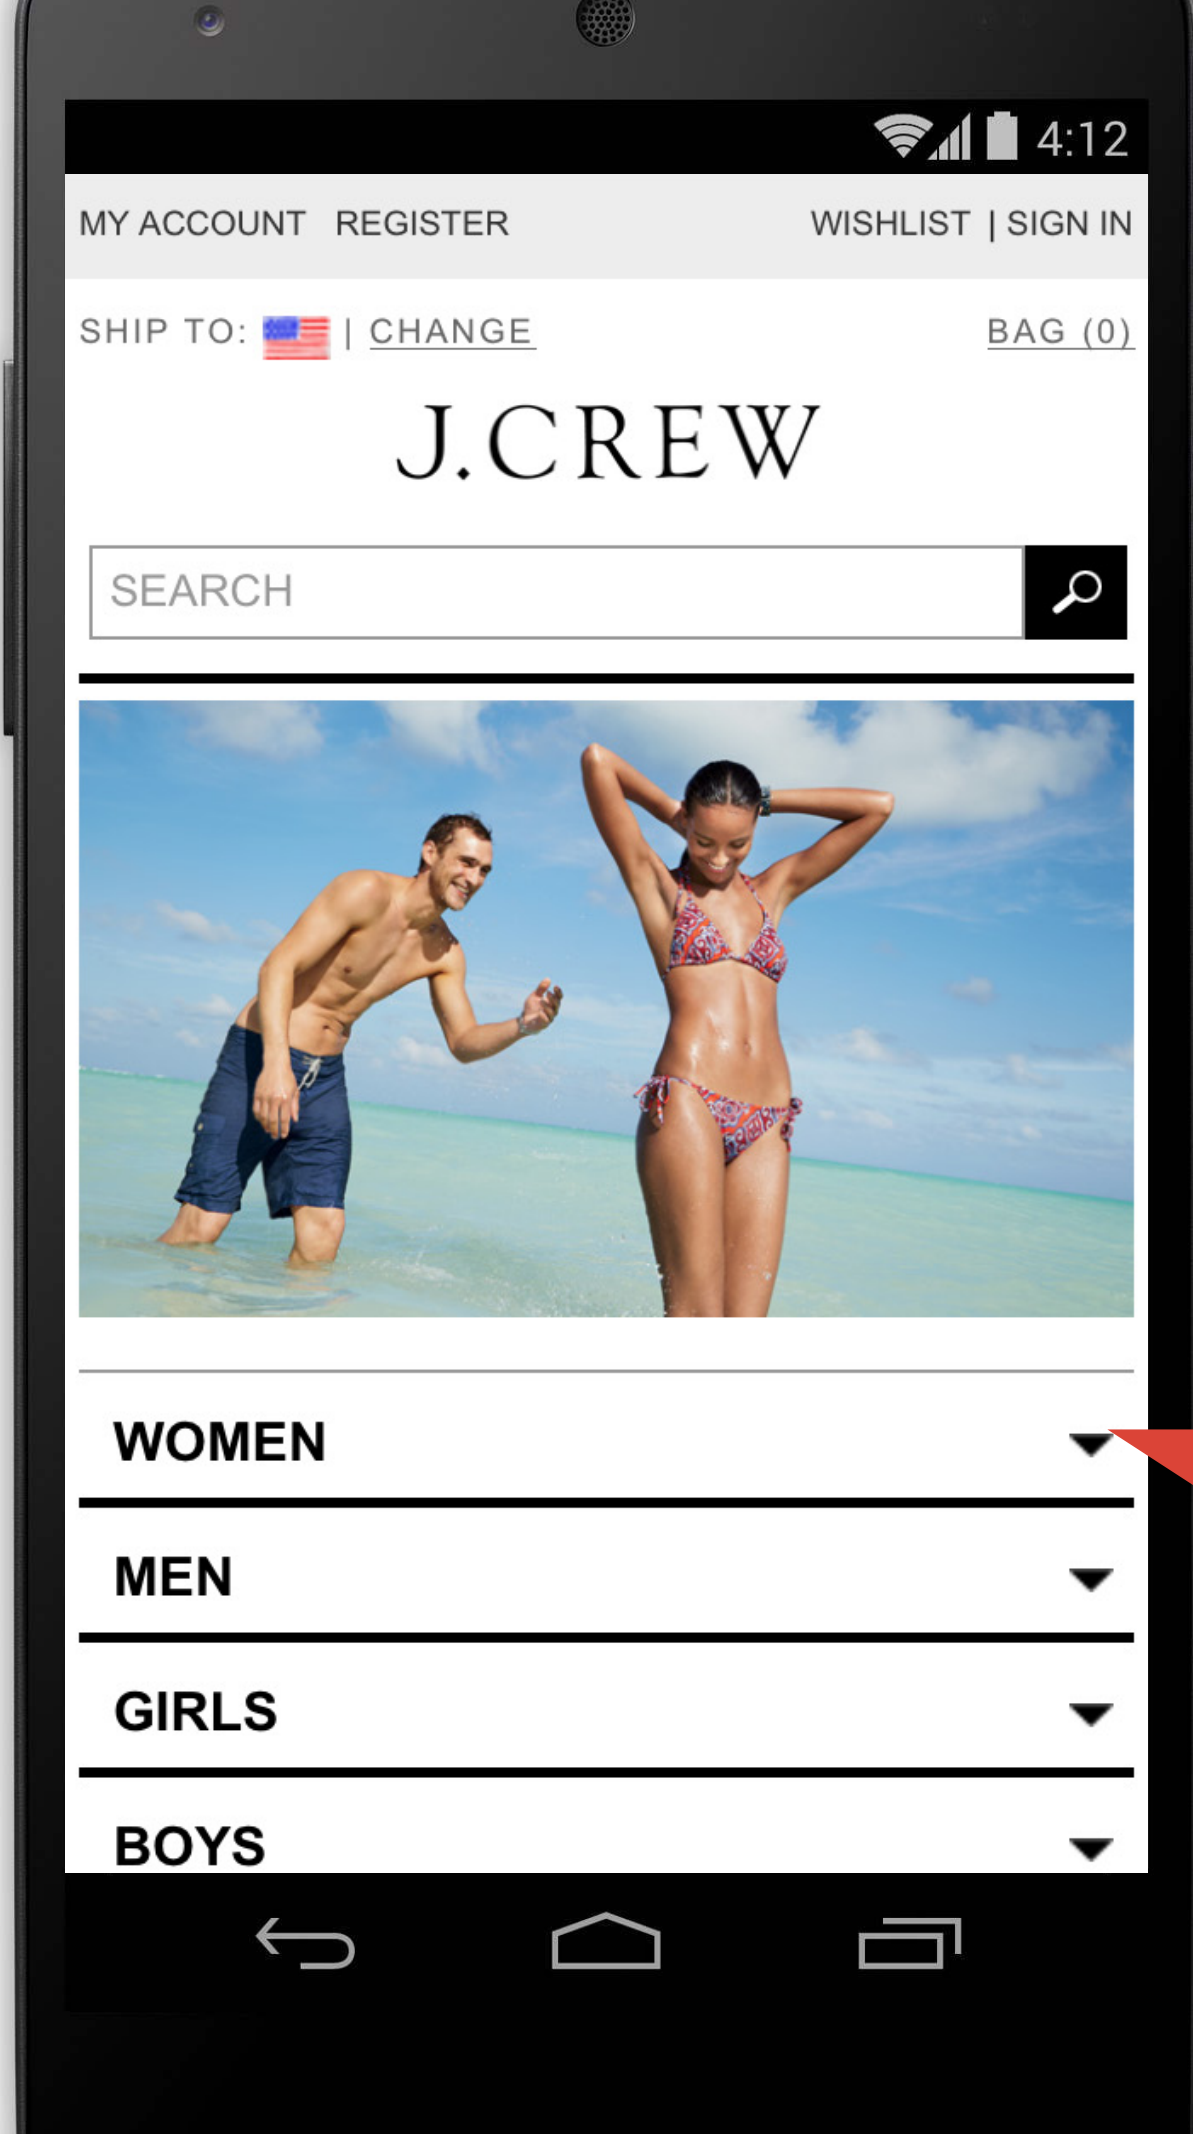 4:12
MY ACCOUNT REGISTER WISHLIST | SIGN IN
SHIP TO: | CHANGE BAG (0)
J.CREW
SEARCH
WOMEN
MEN
GIRLS
BOYS